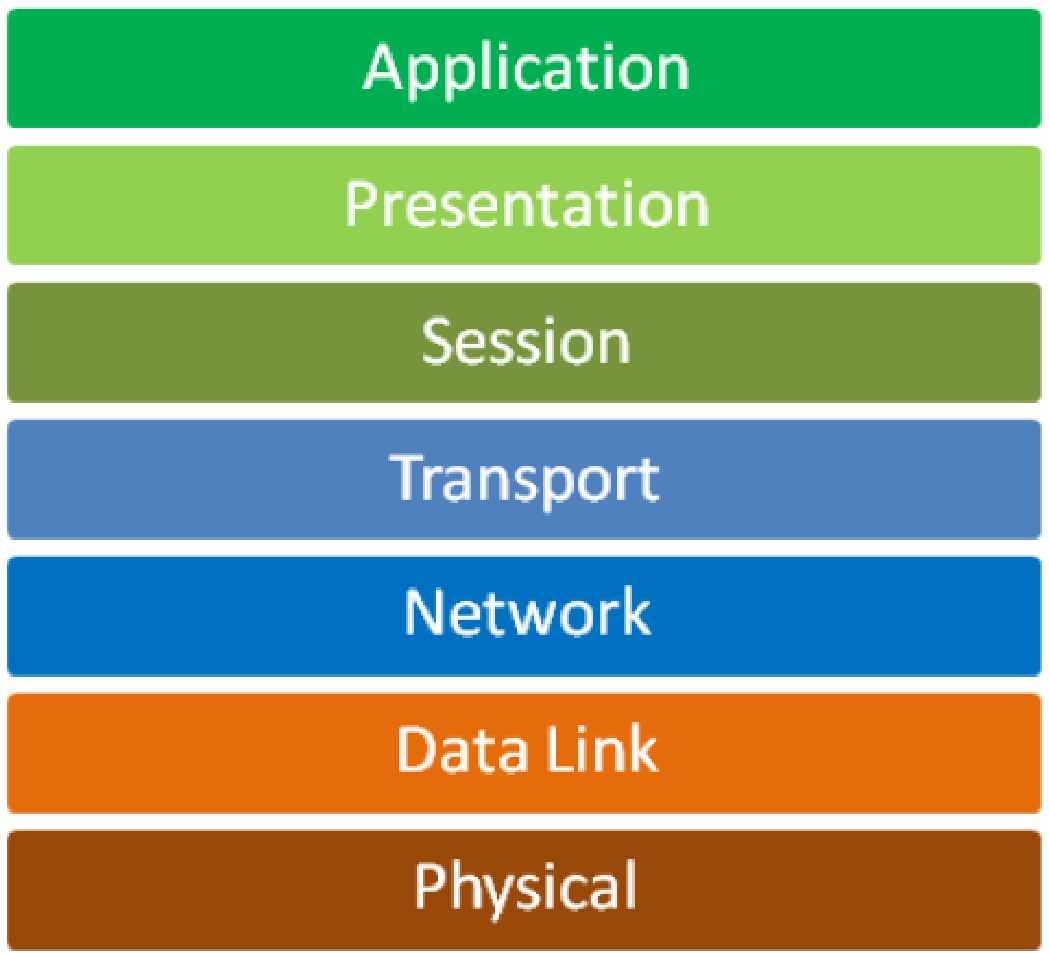 Application
Presentation
Session
Transport
Network
Data Link
Physical